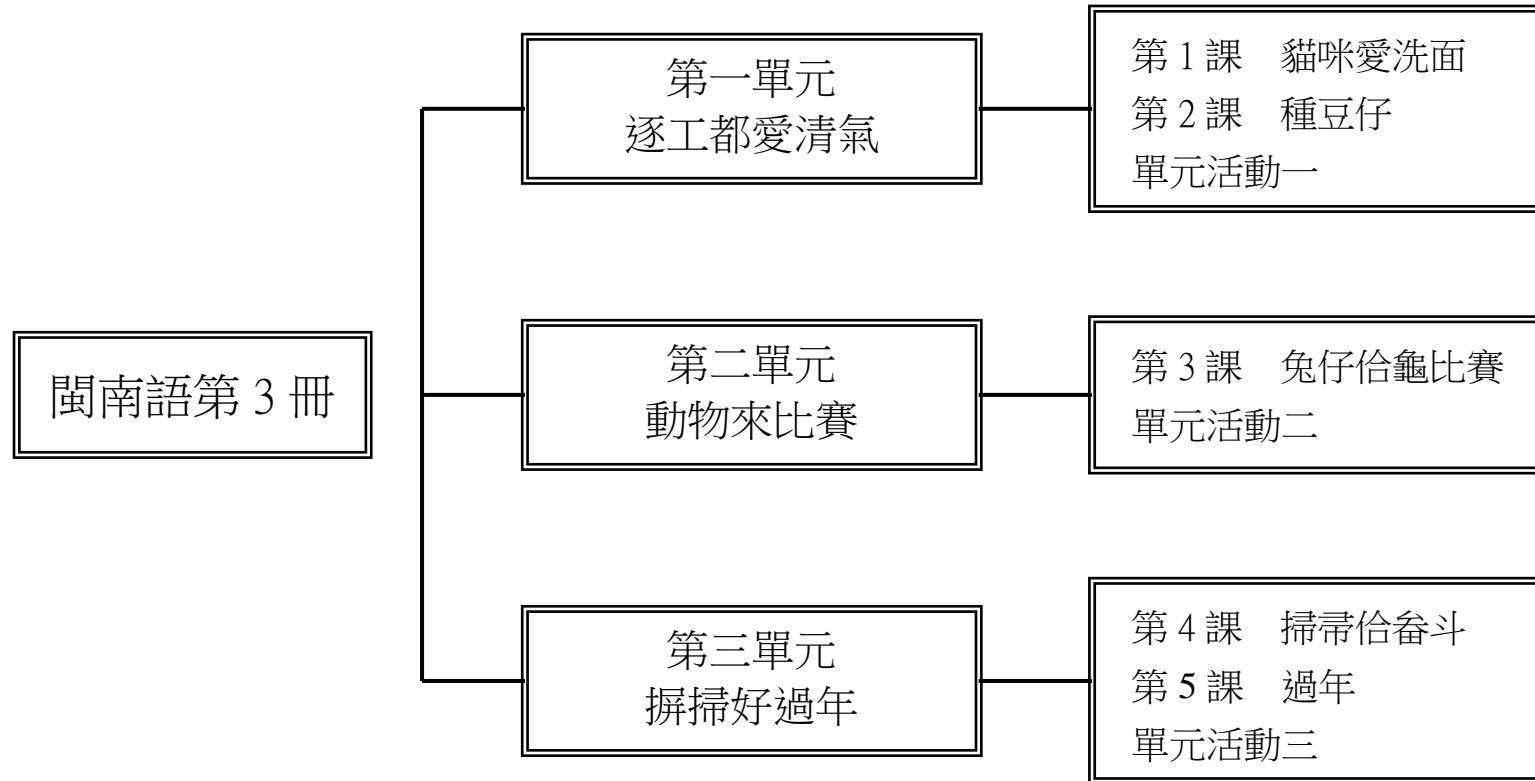 閩南語第 3 冊
第一單元
逐工都愛清氣
第 1 課　貓咪愛洗面
第 2 課　種豆仔
單元活動一
第二單元
動物來比賽
第 3 課　兔仔佮龜比賽
單元活動二
第三單元
摒掃好過年
第 4 課　掃帚佮畚斗
第 5 課　過年
單元活動三